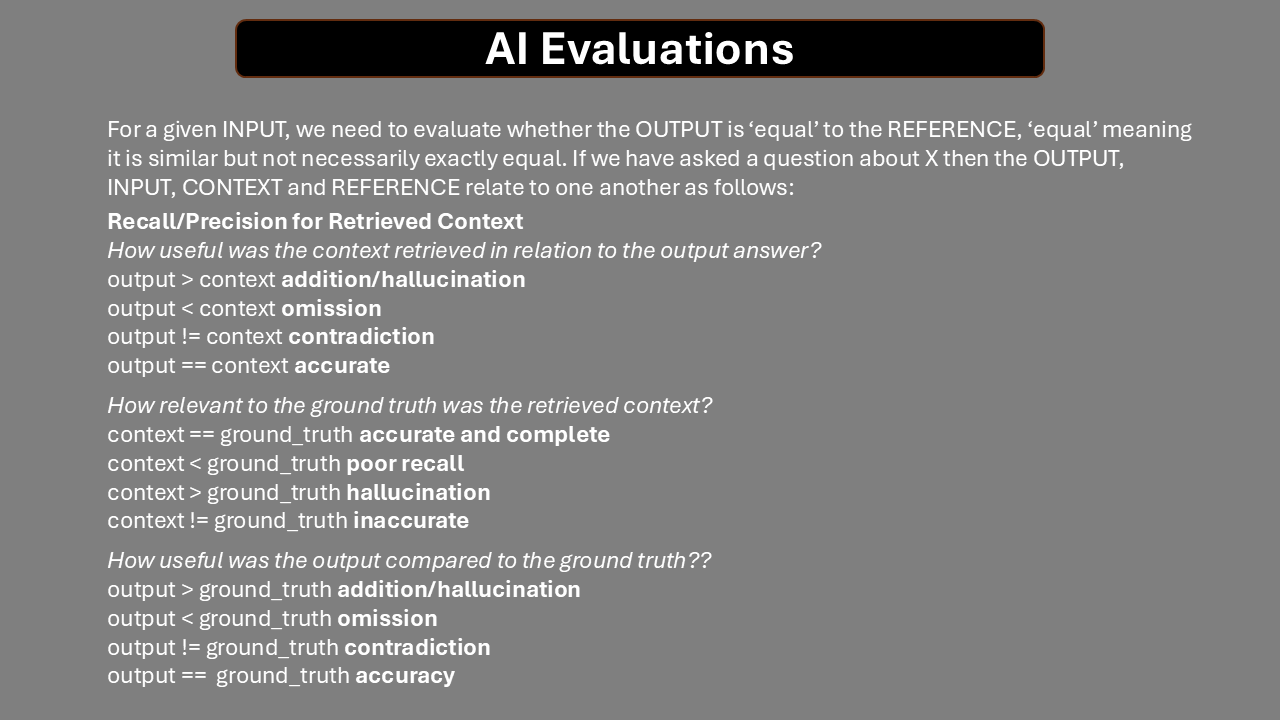 AI Evaluations
For a given INPUT, we need to evaluate whether the OUTPUT is ‘equal’ to the REFERENCE, ‘equal’ meaning
it is similar but not necessarily exactly equal. If we have asked a question about X then the OUTPUT,
INPUT, CONTEXT and REFERENCE relate to one another as follows:
Recall/Precision for Retrieved Context
How useful was the context retrieved in relation to the output answer?
output > context addition/hallucination
output < context omission
output != context contradiction
output == context accurate
How relevant to the ground truth was the retrieved context?
context == ground_truth accurate and complete
context < ground_truth poor recall
context > ground_truth hallucination
context != ground_truth inaccurate
How useful was the output compared to the ground truth??
output > ground_truth addition/hallucination
output < ground_truth omission
output != ground_truth contradiction
output ==  ground_truth accuracy